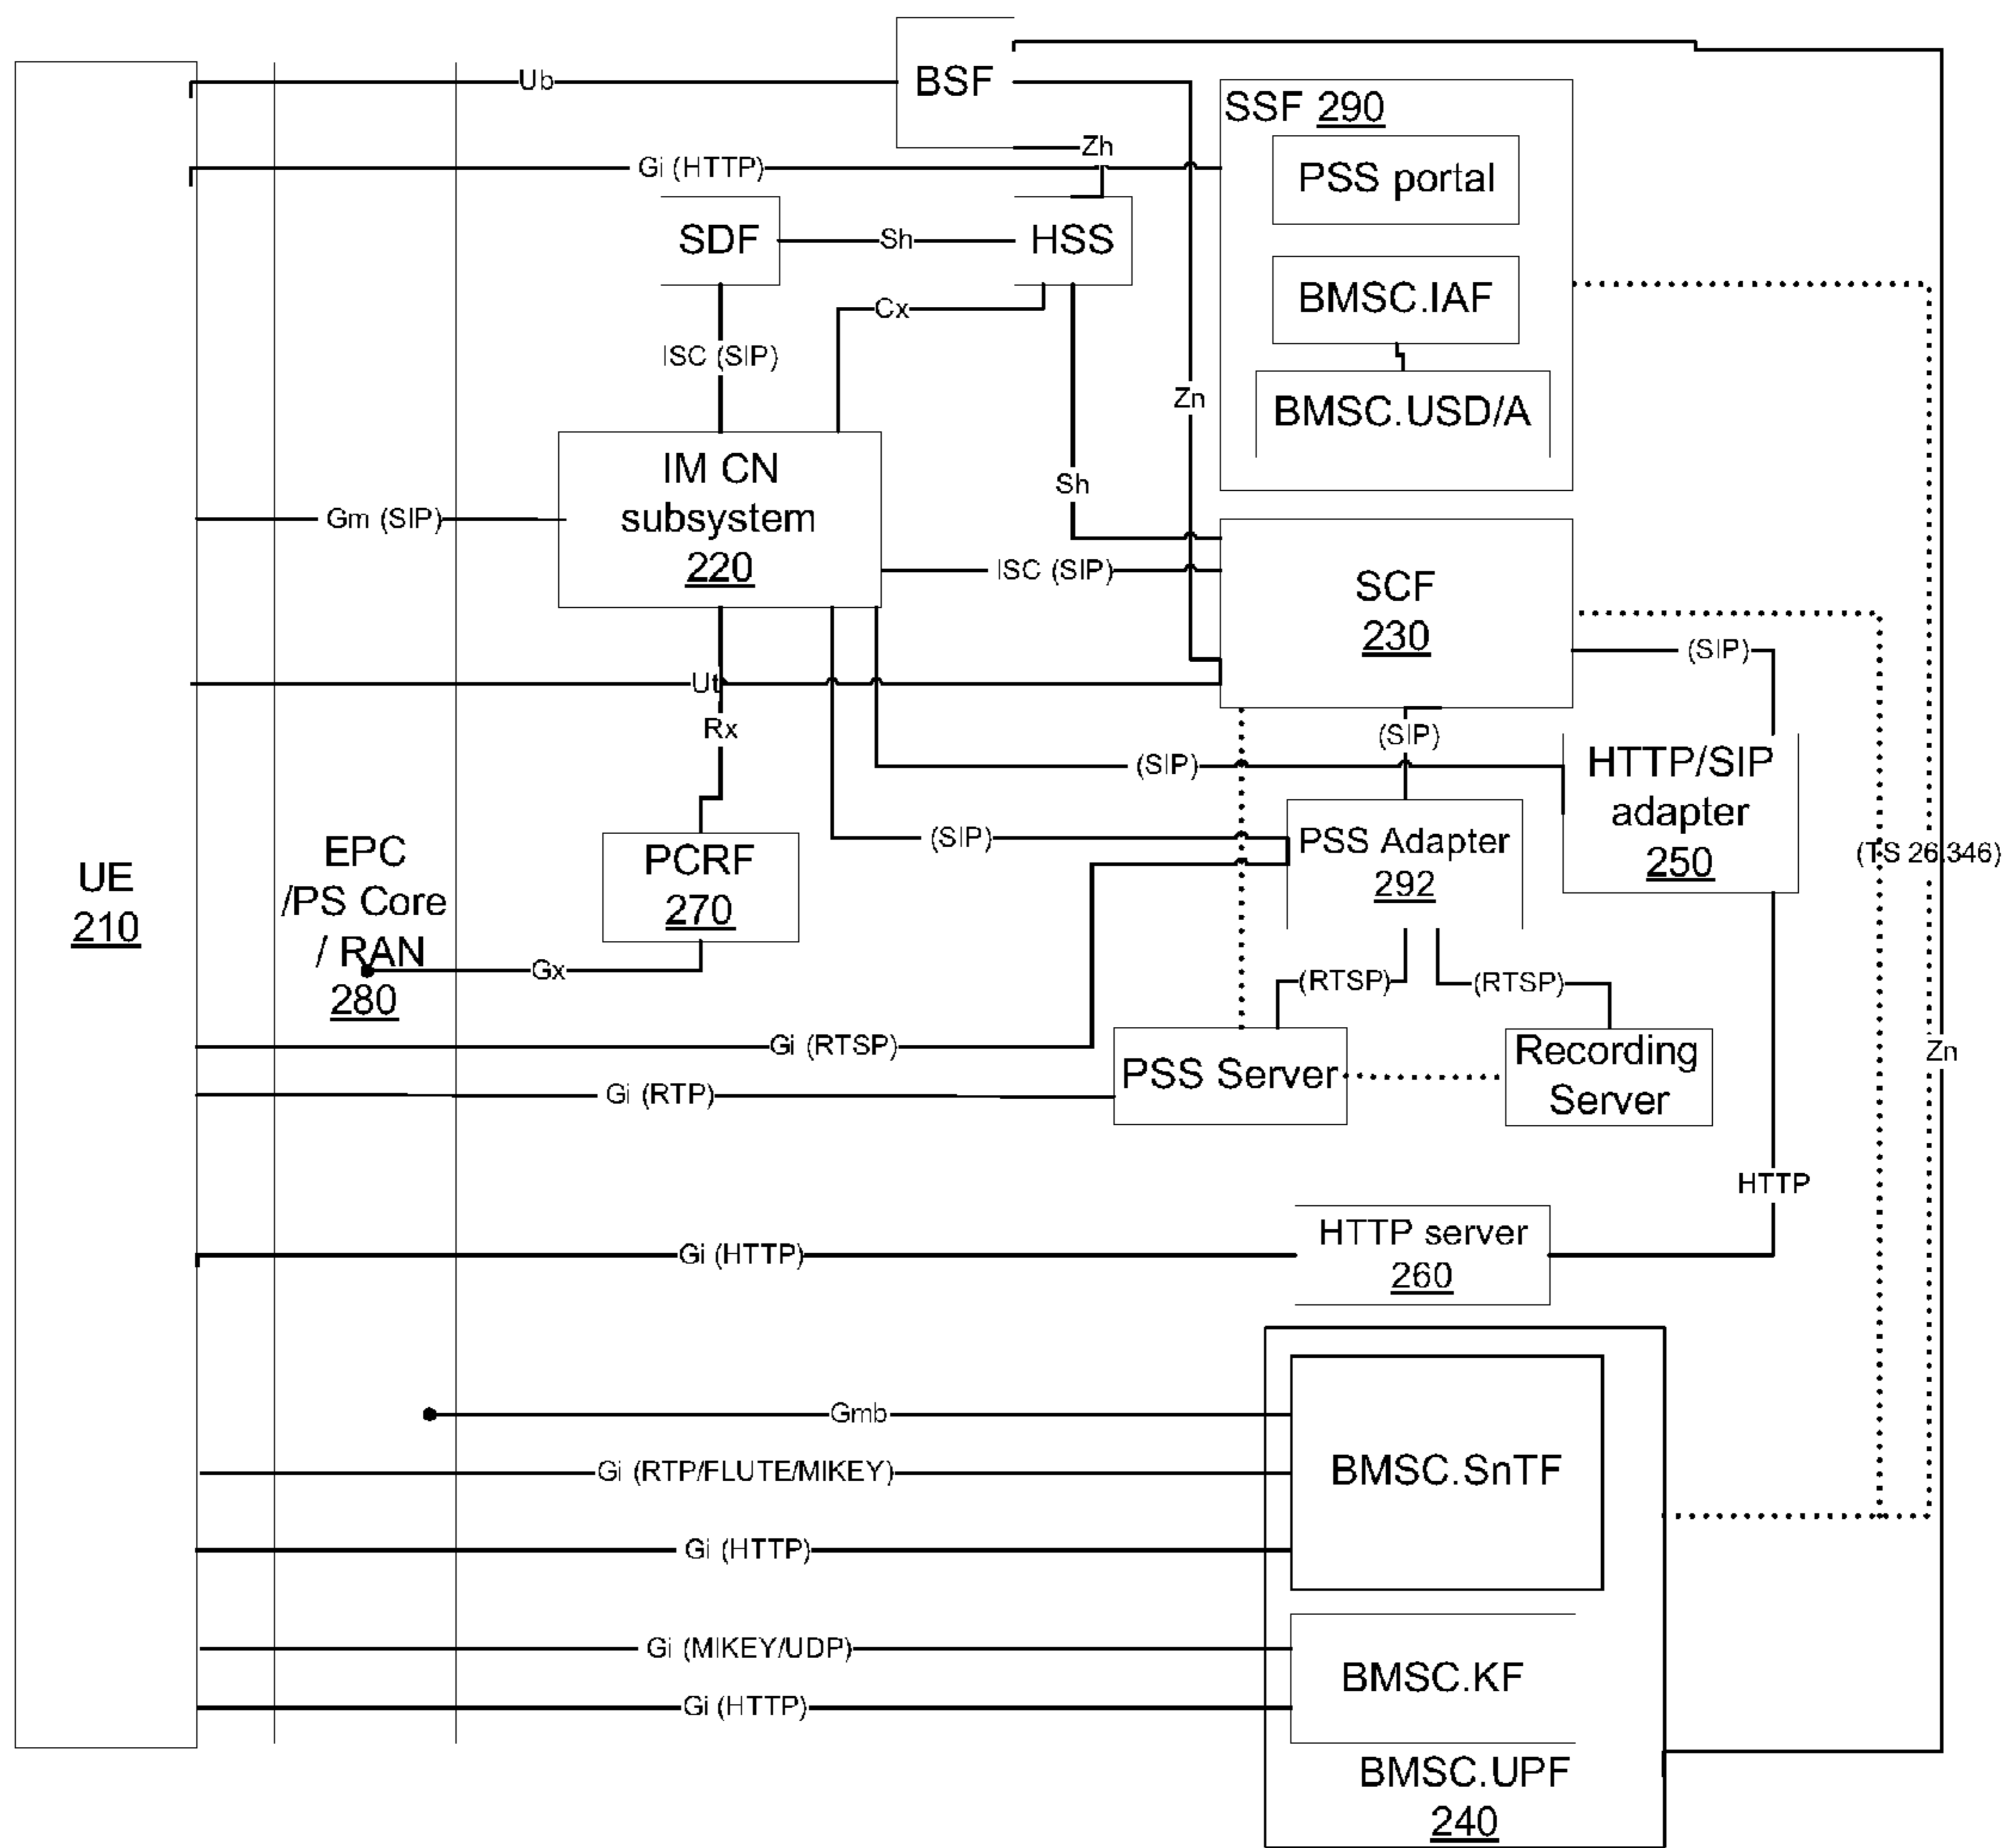 BSF
Ub
SSF 290
Zh
Gi (HTTP)
PSS portal
SDF
Sh
HSS
BMSC.IAF
Cx
ISC (SIP)
Zn
BMSC.USD/A
IM CN
subsystem
220
Sh
Gm (SIP)
ISC (SIP)
SCF
230
(SIP)
Ut
Rx
(SIP)
(SIP)
HTTP/SIP
adapter
250
(SIP)
PSS Adapter
292
(TS 26.346)
PCRF
270
EPC
/PS Core
/ RAN
280
UE
210
Gx
(RTSP)
(RTSP)
Gi (RTSP)
PSS Server
Recording
Server
Zn
Gi (RTP)
HTTP
HTTP server
260
Gi (HTTP)
Gmb
Gi (RTP/FLUTE/MIKEY)
BMSC.SnTF
Gi (HTTP)
Gi (MIKEY/UDP)
BMSC.KF
Gi (HTTP)
BMSC.UPF
240